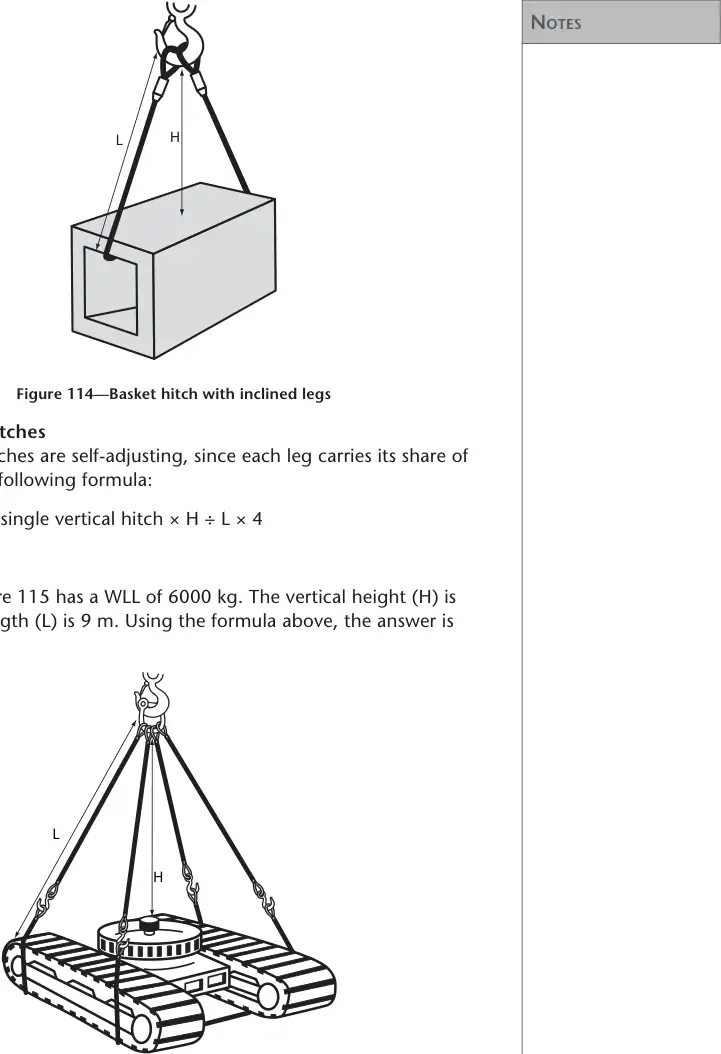 NOTES
L
H
Figure 114—Basket hitch with inclined legs
tches
ches are self-adjusting, since each leg carries its share of
following formula:
single vertical hitch × H ÷ L × 4
re 115 has a WLL of 6000 kg. The vertical height (H) is
gth (L) is 9 m. Using the formula above, the answer is
L
H